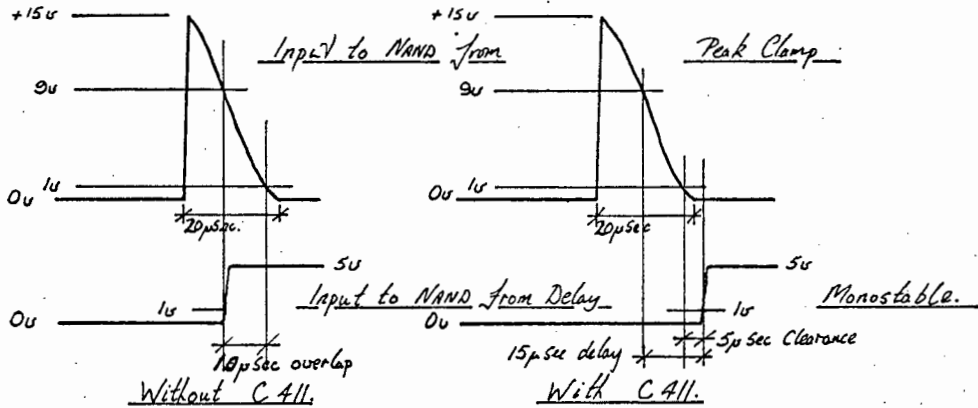 +15v
Input to NAND from
9v
1v
0v
20µSec.
5v
Input to NAND from Delay
1v
0v
10µSec overlap
Without C411.
+15v
Peak Clamp
9v
1v
0v
20µSec
5v
Monostable.
1v
0v
5µSec Clearance
15µsec delay
With C411.